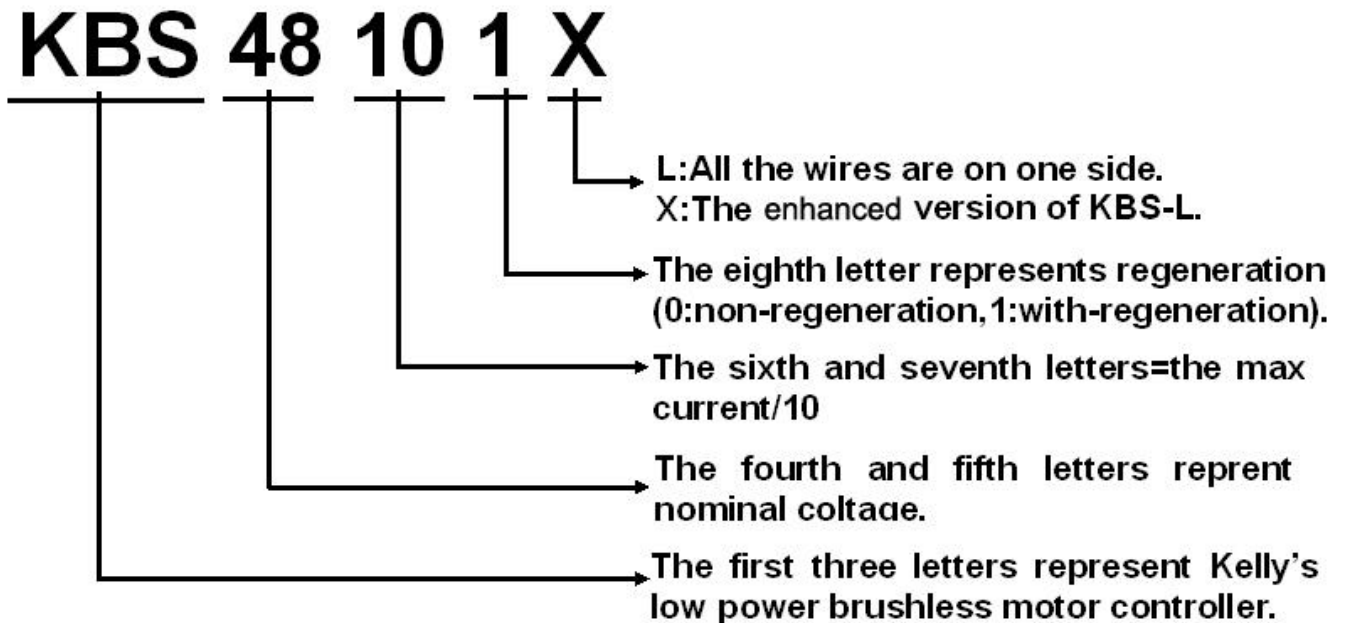 KBS 48 10 1 X
L:All the wires are on one side.
X:The enhanced version of KBS-L.
The eighth letter represents regeneration
(0:non-regeneration,1:with-regeneration).
The sixth and seventh letters=the max
current/10
The fourth and fifth letters reprent
nominal coltage.
The first three letters represent Kelly's
low power brushless motor controller.